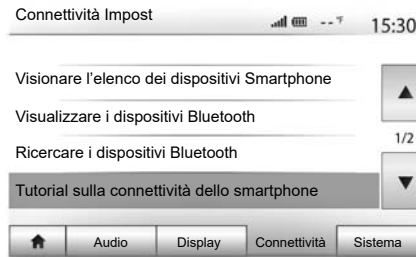 Connettività Impost
-- °F
15:30
Visionare l'elenco dei dispositivi Smartphone
Visualizzare i dispositivi Bluetooth
Ricercare i dispositivi Bluetooth
1/2
Tutorial sulla connettività dello smartphone
Audio
Display
Connettività
Sistema